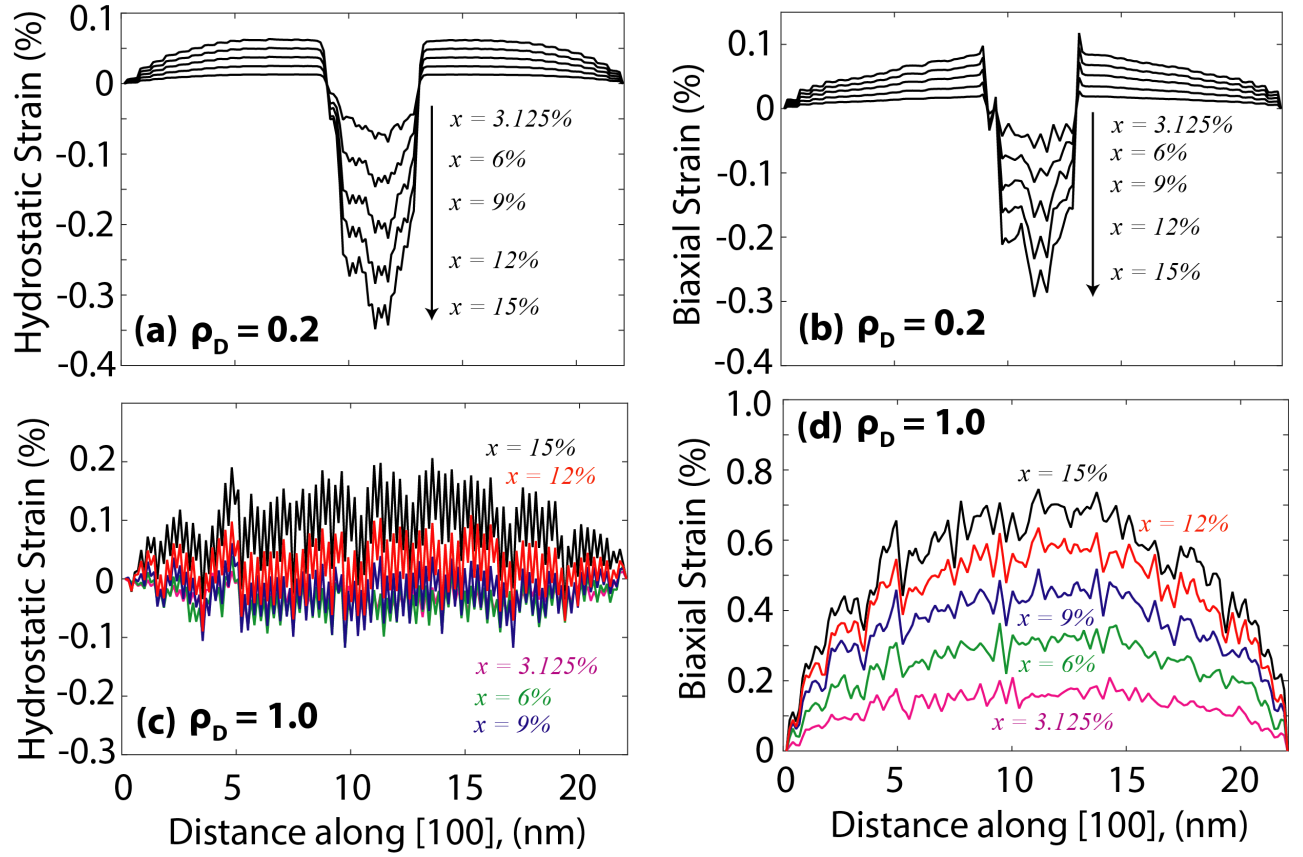 Hydrostatic Strain (%)
0.1
0
-0.1
-0.2
-0.3
-0.4
x = 3.125%
x = 6%
x = 9%
x = 12%
x = 15%
(a) ρD = 0.2
Biaxial Strain (%)
0.1
0
-0.1
-0.2
-0.3
-0.4
x = 3.125%
x = 6%
x = 9%
x = 12%
x = 15%
(b) ρD = 0.2
Hydrostatic Strain (%)
0.2
0.1
0
-0.1
-0.2
-0.3
x = 15%
x = 12%
x = 3.125%
x = 6%
x = 9%
(c) ρD = 1.0
0 5 10 15 20
Distance along [100], (nm)
Biaxial Strain (%)
1.0
0.8
0.6
0.4
0.2
0
(d) ρD = 1.0
x = 15%
x = 12%
x = 9%
x = 6%
x = 3.125%
0 5 10 15 20
Distance along [100], (nm)